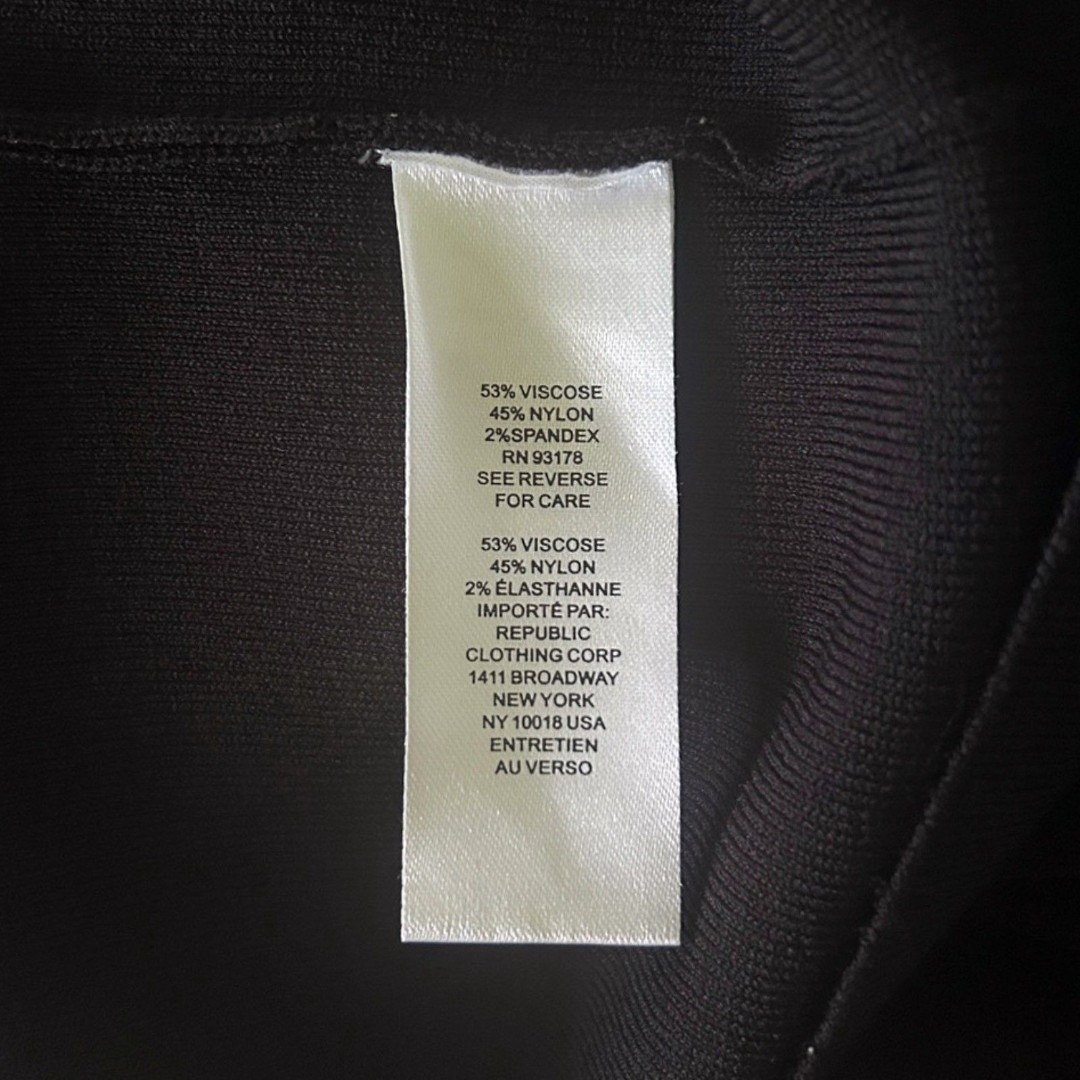 53% VISCOSE
45% NYLON
2%SPANDEX
RN 93178
SEE REVERSE
FOR CARE
53% VISCOSE
45% NYLON
2% ÉLASTHANNE
IMPORTÉ PAR:
REPUBLIC
CLOTHING CORP
1411 BROADWAY
NEW YORK
NY 10018 USA
ENTRETIEN
AU VERSO